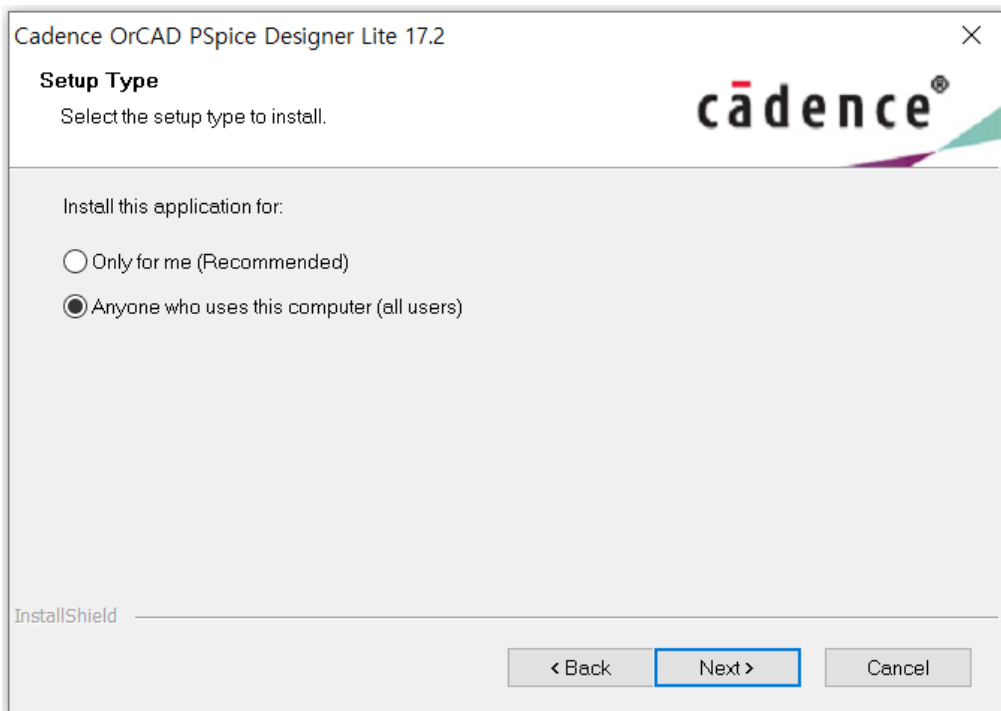 Cadence OrCAD PSpice Designer Lite 17.2
Setup Type
Select the setup type to install.
cādence®
Install this application for:
Only for me (Recommended)
Anyone who uses this computer (all users)
InstallShield
< Back
Next >
Cancel